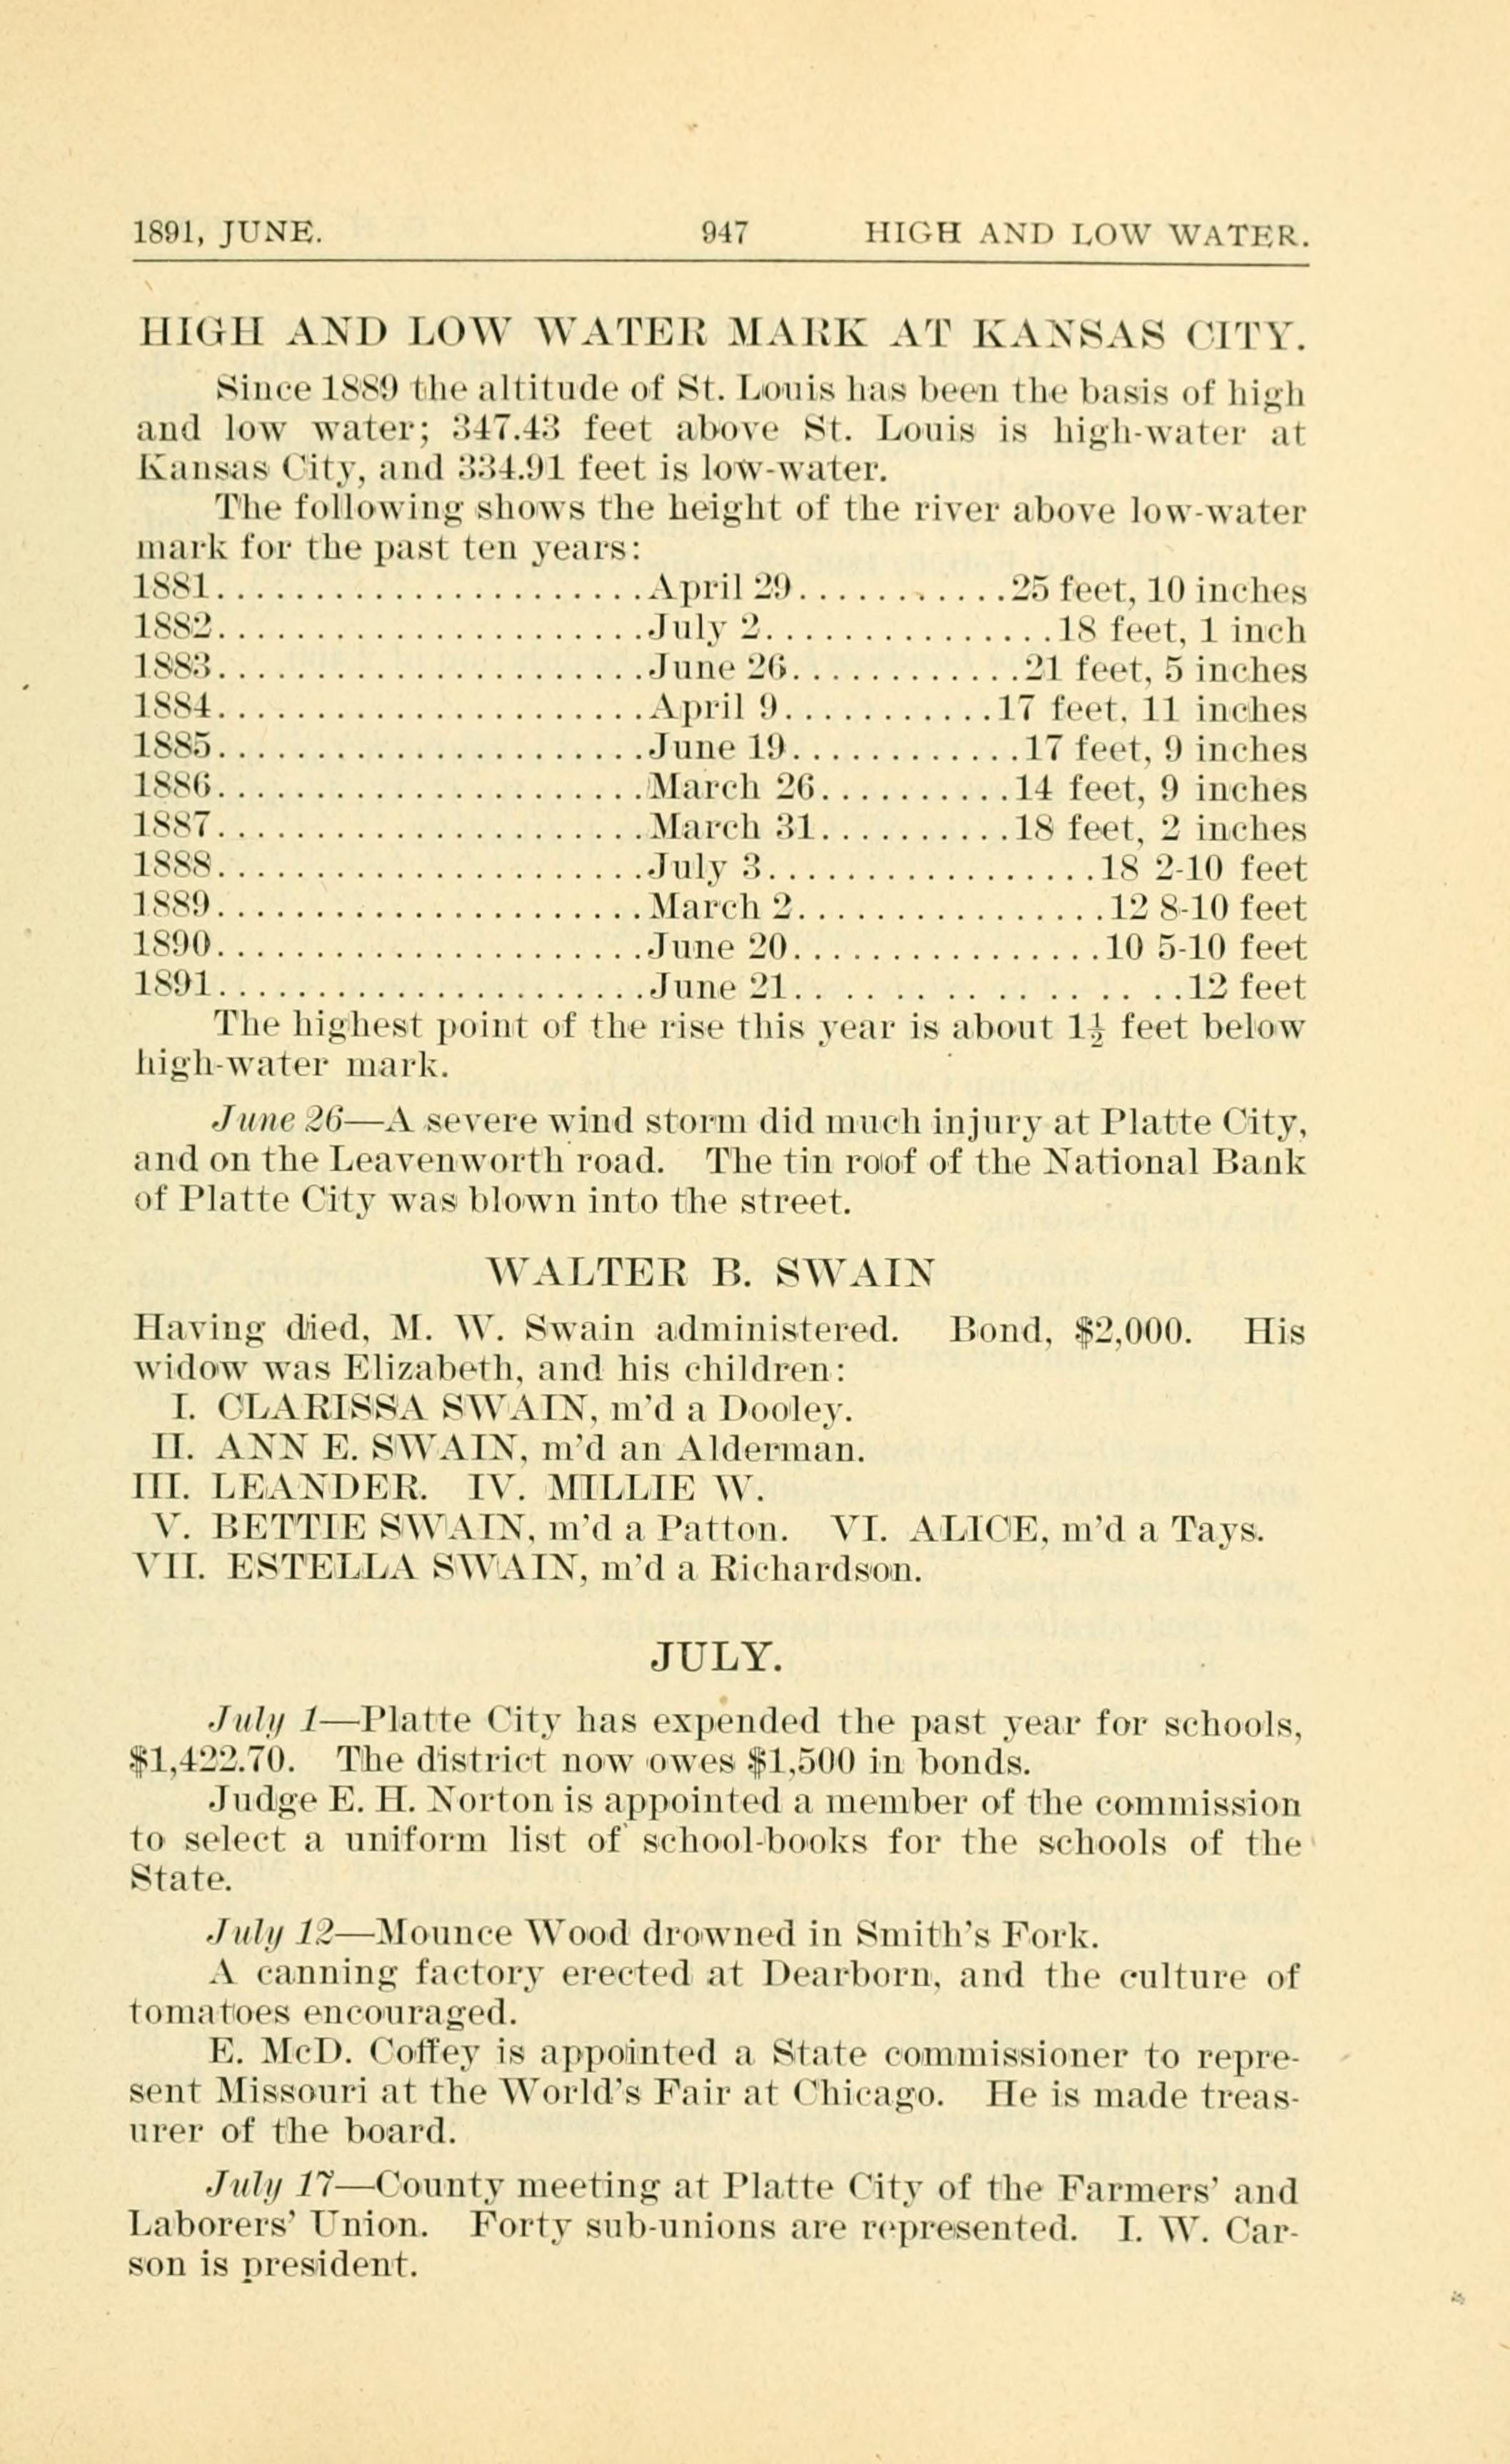 1891, JUNE. 947 HIGH AND LOW WATER.
HIGH AND LOW WATER MARK AT KANSAS CITY.
Since 1889 the altitude of St. Louis has been the basis of high
and low water; 347.43 feet above St. Louis is high-water at
Kansas City, and 334.91 feet is low-water.
The following shows the height of the river above low-water
mark for the past ten years:
1881......................April 29............25 feet, 10 inches
1882......................July 2...............18 feet, 1 inch
1883......................June 26............21 feet, 5 inches
1884......................April 9...........17 feet, 11 inches
1885......................June 19............17 feet, 9 inches
1886......................March 26..........14 feet, 9 inches
1887......................March 31..........18 feet, 2 inches
1888......................July 3.................18 2-10 feet
1889......................March 2................12 8-10 feet
1890......................June 20................10 5-10 feet
1891......................June 21.................12 feet
The highest point of the rise this year is about 1½ feet below
high-water mark.
June 26—A severe wind storm did much injury at Platte City,
and on the Leavenworth road. The tin roof of the National Bank
of Platte City was blown into the street.
WALTER B. SWAIN
Having died, M. W. Swain administered. Bond, $2,000. His
widow was Elizabeth, and his children:
I. CLARISSA SWAIN, m'd a Dooley.
II. ANN E. SWAIN, m'd an Alderman.
III. LEANDER. IV. MILLIE W.
V. BETTIE SWAIN, m'd a Patton. VI. ALICE, m'd a Tays.
VII. ESTELLA SWAIN, m'd a Richardson.
JULY.
July 1—Platte City has expended the past year for schools,
$1,422.70. The district now owes $1,500 in bonds.
Judge E. H. Norton is appointed a member of the commission
to select a uniform list of school-books for the schools of the
State.
July 12—Mounce Wood drowned in Smith's Fork.
A canning factory erected at Dearborn, and the culture of
tomatoes encouraged.
E. McD. Coffey is appointed a State commissioner to repre-
sent Missouri at the World's Fair at Chicago. He is made treas-
urer of the board.
July 17—County meeting at Platte City of the Farmers' and
Laborers' Union. Forty sub-unions are represented. I. W. Car-
son is president.